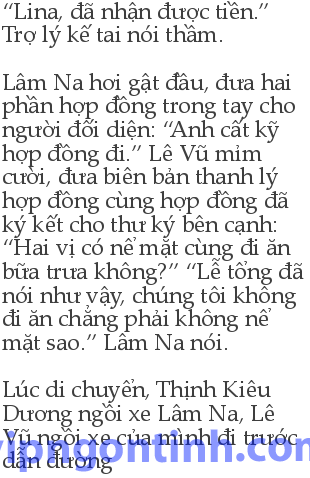 “Lina, đã nhận được tiền.”
Trợ lý kế tai nói thầm.
Lâm Na hơi gật đầu, đưa hai
phần hợp đồng trong tay cho
người đối diện: “Anh cất kỹ
hợp đồng đi.” Lê Vũ mỉm
cười, đưa biên bản thanh lý
hợp đồng cùng hợp đồng đã
ký kết cho thư ký bên cạnh:
“Hai vị có nể mặt cùng đi ăn
bữa trưa không?” “Lễ tổng đã
nói như vậy, chúng tôi không
đi ăn chẳng phải không nể
mặt sao.” Lâm Na nói.
Lúc di chuyển, Thịnh Kiêu
Dương ngồi xe Lâm Na, Lê
Vũ ngồi xe của mình đi trước
dẫn đường